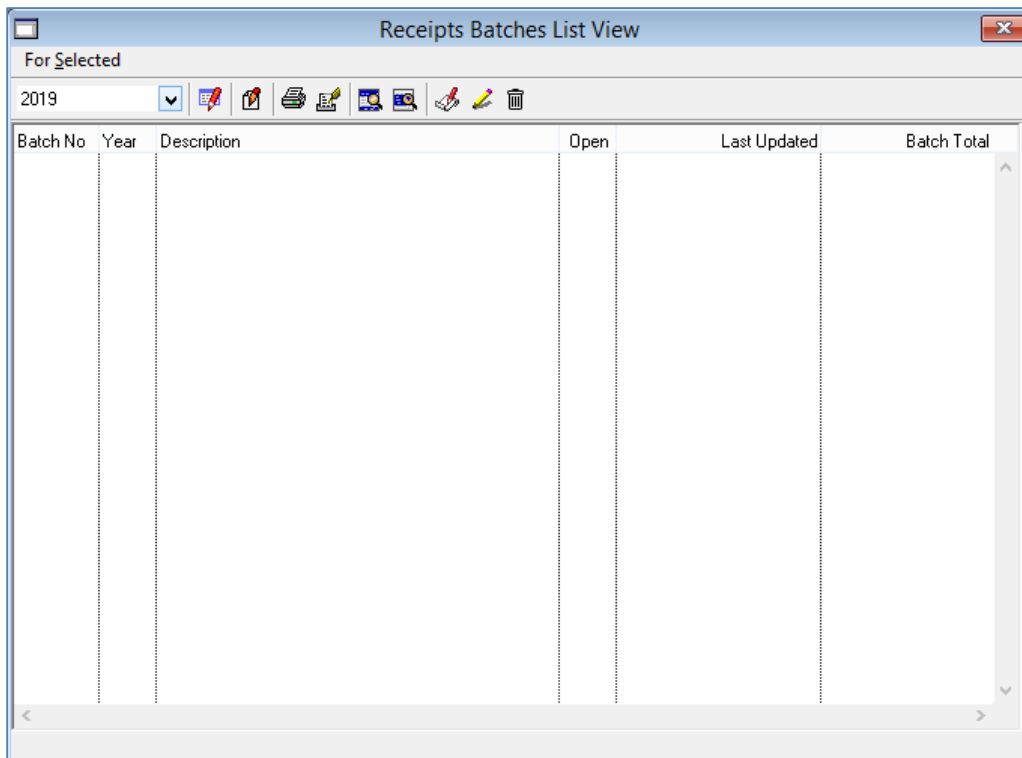 Receipts Batches List View
For Selected
2019
Batch No Year Description Open Last Updated Batch Total